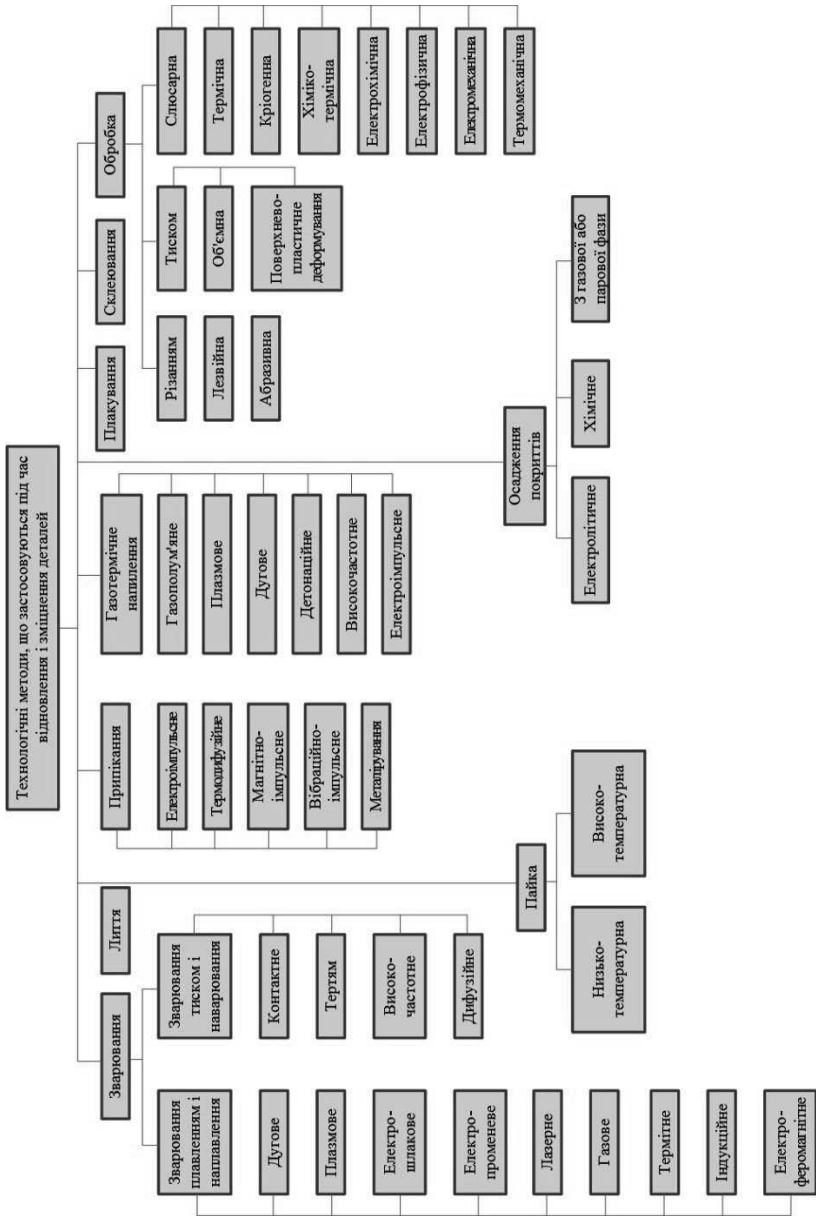 Технологічні методи, що застосовуються під час
відновлення і зміцнення деталей
Зварювання
Зварювання
плавленням і
наплавлення
Дугове
Плазмове
Електро-
шлакове
Електро-
променеве
Лазерне
Газове
Термітне
Індукційне
Електро-
феромагнітне
Зварювання
тиском і
наварювання
Контактне
Тертям
Високо-
частотне
Дифузійне
Лиття
Пайка
Низько-
температурна
Високо-
температурна
Припікання
Електроімпульсне
Термодифузійне
Магнітно-
імпульсне
Вібраційно-
імпульсне
Металірування
Газотермічне
напилення
Газополум'яне
Плазмове
Дугове
Детонаційне
Високочастотне
Електроімпульсне
Осадження
покриттів
Електролітичне
Хімічне
З газової або
парової фази
Плакування
Склеювання
Обробка
Різанням
Лезвійна
Абразивна
Тиском
Об'ємна
Поверхнево-
пластичне
деформування
Слюсарна
Термічна
Кріогенна
Хіміко-
термічна
Електрохімічна
Електрофізична
Електромеханічна
Термомеханічна